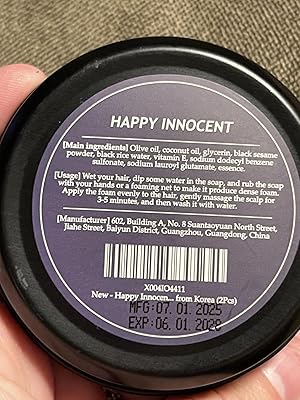 HAPPY INNOCENT
[Main ingredients] Olive oil, coconut oil, glycerin, black sesame
powder, black rice water, vitamin E, sodium dodecyl benzene
sulfonate, sodium lauroyl glutamate, essence.
[Usage] Wet your hair, dip some water in the soap, and rub the soap
with your hands or a foaming net to make it produce dense foam.
Apply the foam evenly to the hair, gently massage the scalp for
3-5 minutes, and then wash it with water.
[Manufacturer] 602, Building A, No. 8 Suantaoyuan North Street,
Jiahe Street, Baiyun District, Guangzhou, Guangdong, China
X004IO4411
New - Happy Innocen... from Korea (2Pcs)
MFG: 07. 01. 2025
EXP: 06. 01. 2028